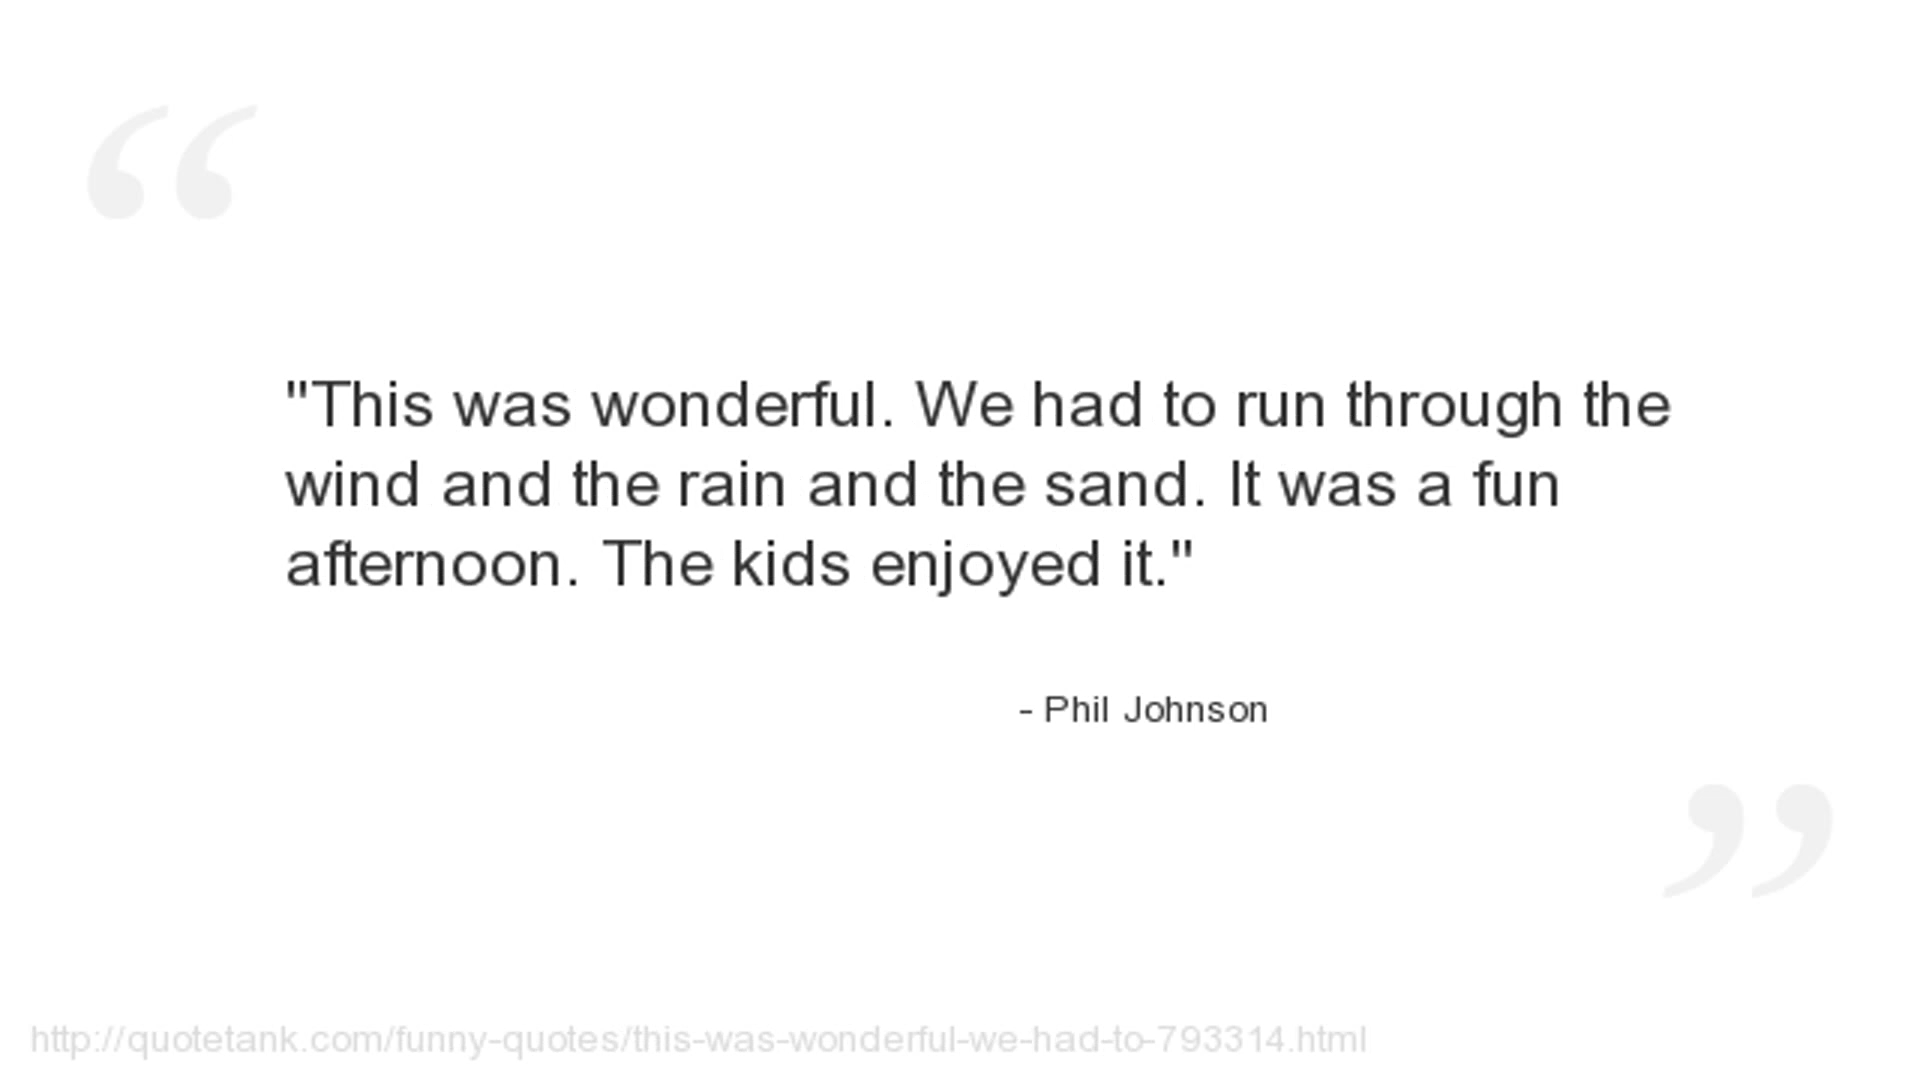 "This was wonderful. We had to run through the
wind and the rain and the sand. It was a fun
afternoon. The kids enjoyed it."
- Phil Johnson
http://quotetank.com/funny-quotes/this-was-wonderful-we-had-to-793314.html